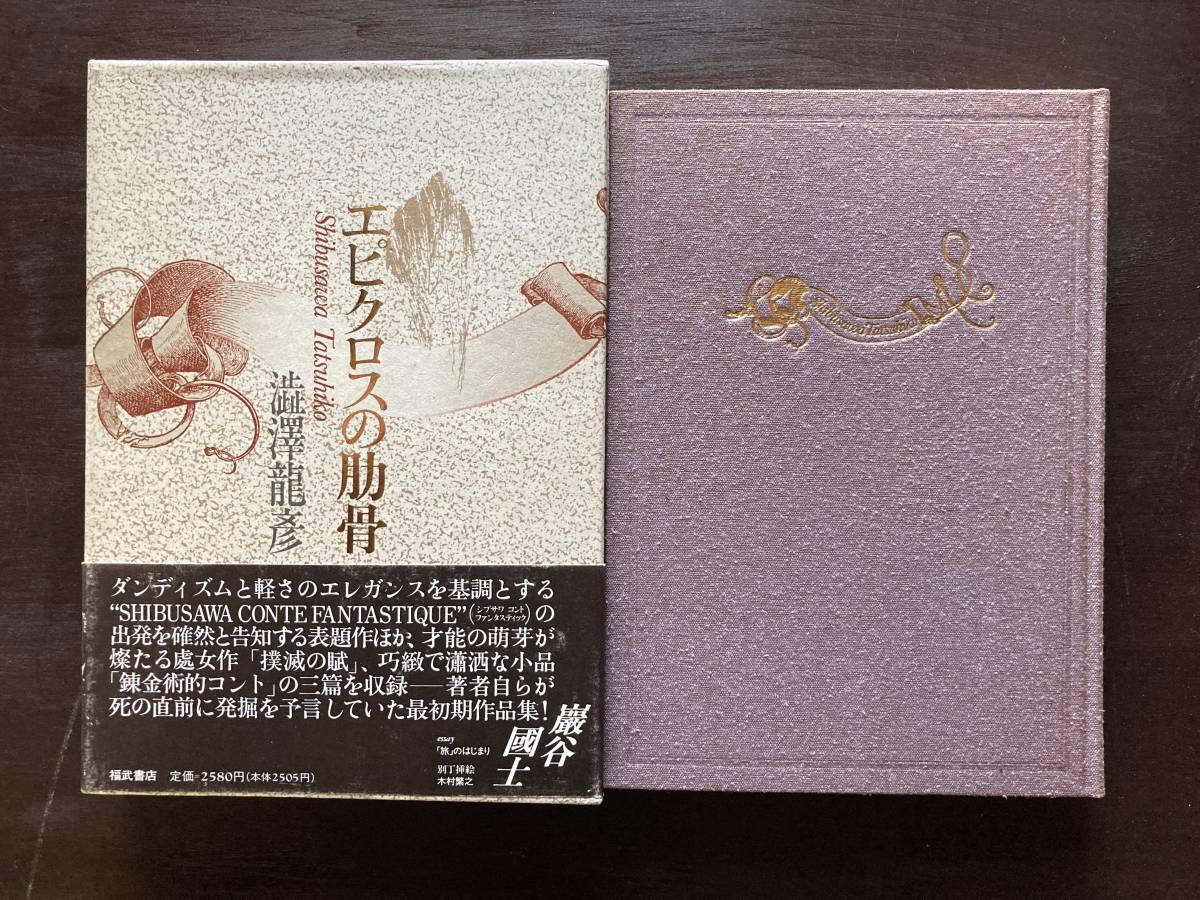 エピクロスの肋骨
Shibusawa Tatsuhiko
澁澤龍彥
ダンディズムと軽さのエレガンスを基調とする
“SHIBUSAWA CONTE FANTASTIQUE”(シブサワ コント ファンタスティック)の
出発を確然と告知する表題作ほか、才能の萌芽が
燦たる處女作「撲滅の賦」、巧緻で瀟洒な小品
「錬金術的コント」の三篇を収録──著者自らが
死の直前に発掘を予言していた最初期作品集!
巖谷
國士
essay
「旅」のはじまり
別丁挿絵
木村繁之
福武書店 定価=2580円(本体2505円)
Shibusawa Tatsuhiko